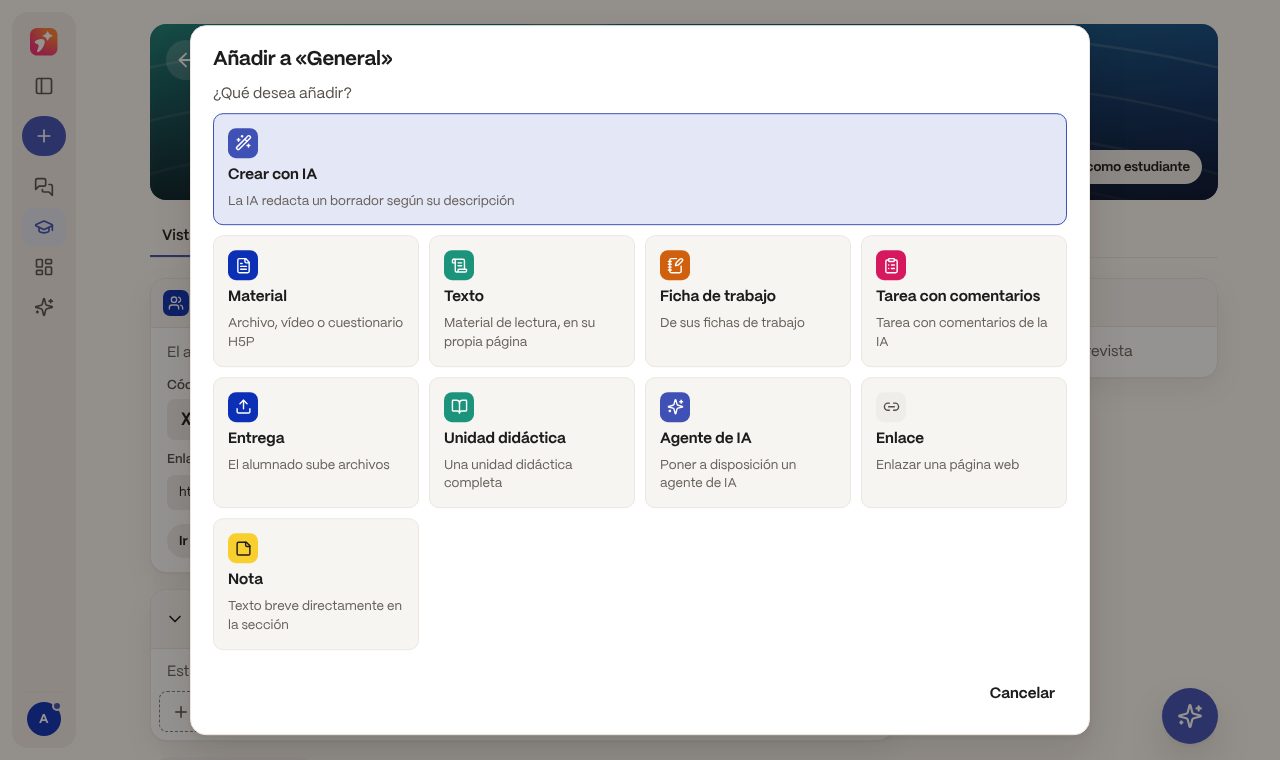 Añadir a «General»
¿Qué desea añadir?
Crear con IA
La IA redacta un borrador según su descripción
Material
Archivo, vídeo o cuestionario
H5P
Texto
Material de lectura, en su
propia página
Ficha de trabajo
De sus fichas de trabajo
Tarea con comentarios
Tarea con comentarios de la
IA
Entrega
El alumnado sube archivos
Unidad didáctica
Una unidad didáctica
completa
Agente de IA
Poner a disposición un
agente de IA
Enlace
Enlazar una página web
Nota
Texto breve directamente en
la sección
Cancelar
como estudiante
El
Ir
A